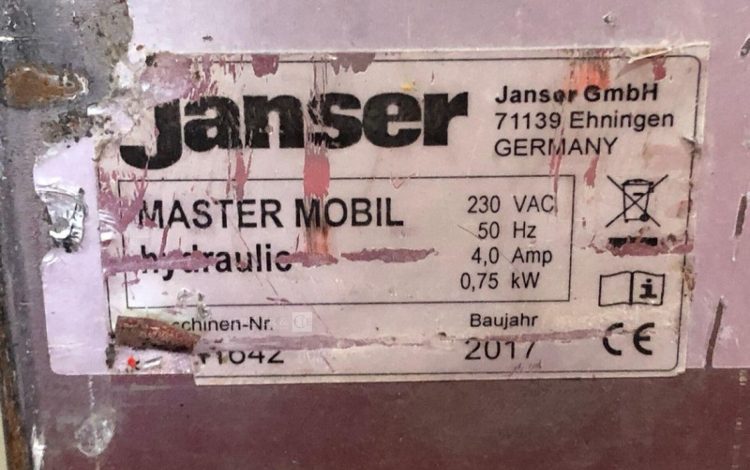 Janser
Janser GmbH
71139 Ehningen
GERMANY
MASTER MOBIL
hydraulic
230 VAC
50 Hz
4,0 Amp
0,75 kW
Baujahr
2017
CE